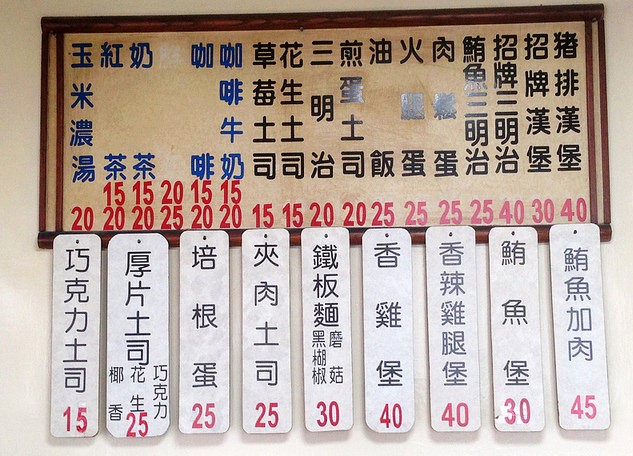 豬排漢堡 40
招牌漢堡 30
招牌三明治 40
鮪魚三明治 25
肉 蛋 25
火腿蛋 25
油飯 25
煎蛋土司 20
三明治 20
花生土司 15
草莓土司 15
咖啡牛奶 15 20
咖啡 15 20
20 25
奶茶 15 20
紅茶 15 20
玉米濃湯 20
鮪魚加肉 45
鮪魚堡 30
香辣雞腿堡 40
香雞堡 40
鐵板麵
磨菇
黑楜椒
30
夾肉土司 25
培根蛋 25
厚片土司
巧克力
花生
椰香
25
巧克力土司 15